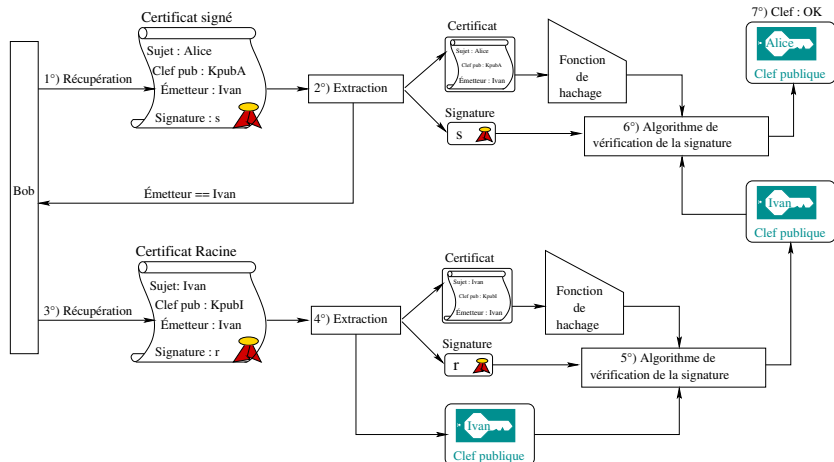 Certificat signé
Sujet : Alice
Clef pub : KpubA
Émetteur : Ivan
Signature : s
Bob
1°) Récupération
2°) Extraction
Émetteur == Ivan
Certificat
Sujet : Alice
Clef pub : KpubA
Émetteur : Ivan
Signature
s
Fonction
de
hachage
6°) Algorithme de
vérification de la signature
7°) Clef : OK
Alice
Clef publique
Ivan
Clef publique
Certificat Racine
Sujet: Ivan
Clef pub : KpubI
Émetteur : Ivan
Signature : r
3°) Récupération
4°) Extraction
Certificat
Sujet : Ivan
Clef pub : KpubI
Émetteur : Ivan
Signature
r
Fonction
de
hachage
5°) Algorithme de
vérification de la signature
Ivan
Clef publique